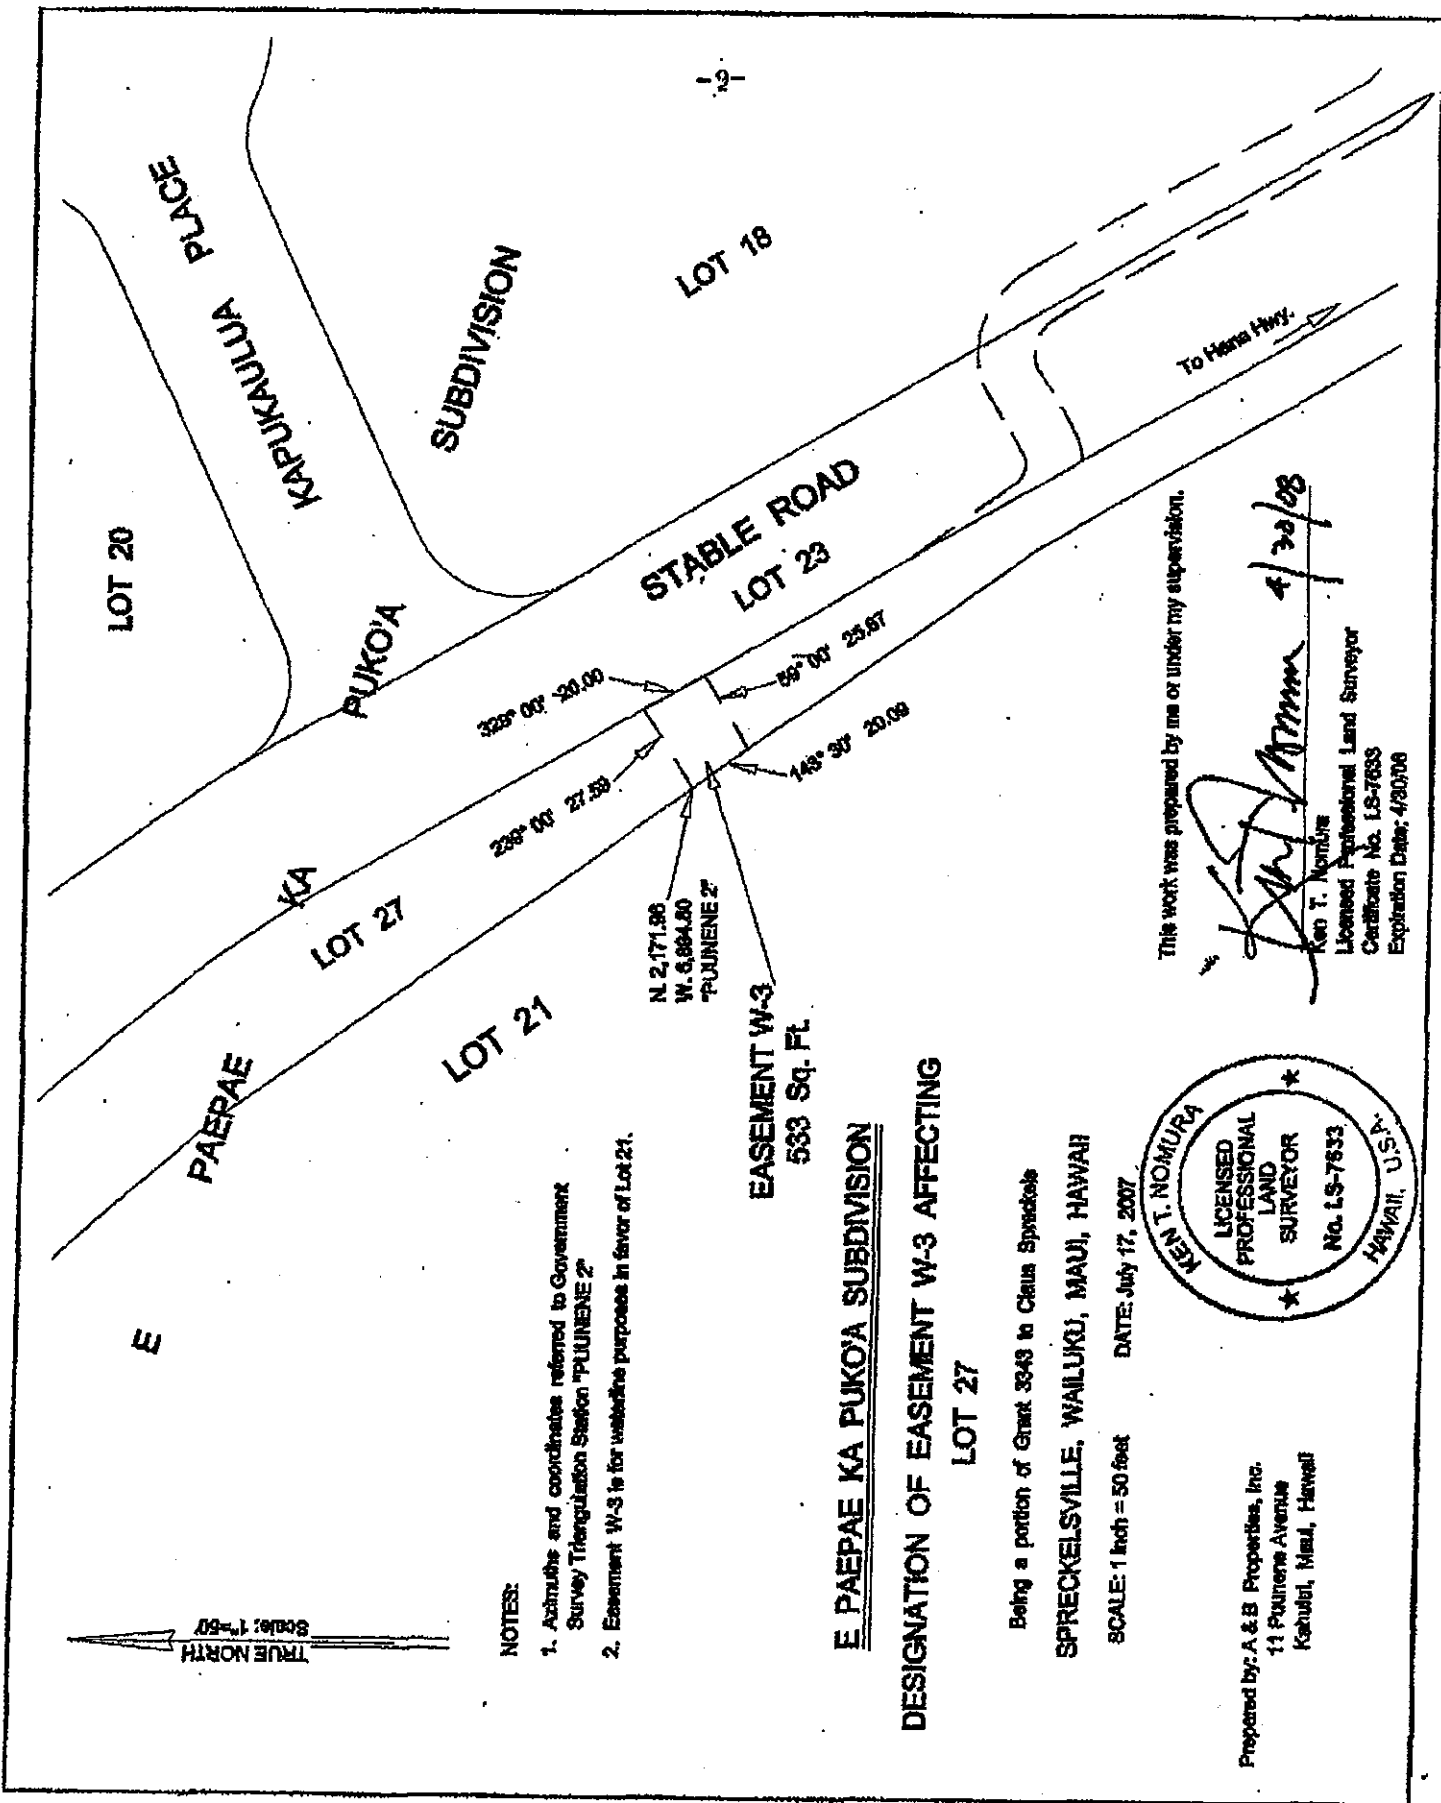 -9-
LOT 20
KAPUKAULUA PLACE
SUBDIVISION
LOT 18
PUKO'A
STABLE ROAD
LOT 23
To Hana Hwy.
KA
LOT 27
329° 00' 20.00
239° 00' 27.59
59° 00' 25.67
143° 30' 20.09
N. 2,171.98
W. 6,894.80
"PUUNENE 2"
PAEPAE
LOT 21
EASEMENT W-3
533 Sq. Ft.
E
TRUE NORTH
Scale: 1"=50'
NOTES:
1. Azimuths and coordinates referred to Government
Survey Triangulation Station "PUUNENE 2"
2. Easement W-3 is for waterline purposes in favor of Lot 21.
E PAEPAE KA PUKO'A SUBDIVISION
DESIGNATION OF EASEMENT W-3 AFFECTING
LOT 27
Being a portion of Grant 3343 to Claus Spreckels
SPRECKELSVILLE, WAILUKU, MAUI, HAWAII
SCALE: 1 inch = 50 feet DATE: July 17, 2007
Prepared by: A & B Properties, Inc.
11 Puunene Avenue
Kahului, Maui, Hawaii
KEN T. NOMURA
LICENSED
PROFESSIONAL
LAND
SURVEYOR
No. LS-7633
HAWAII, U.S.A.
This work was prepared by me or under my supervision.
4/30/08
Ken T. Nomura
Licensed Professional Land Surveyor
Certificate No. LS-7633
Expiration Date: 4/30/08